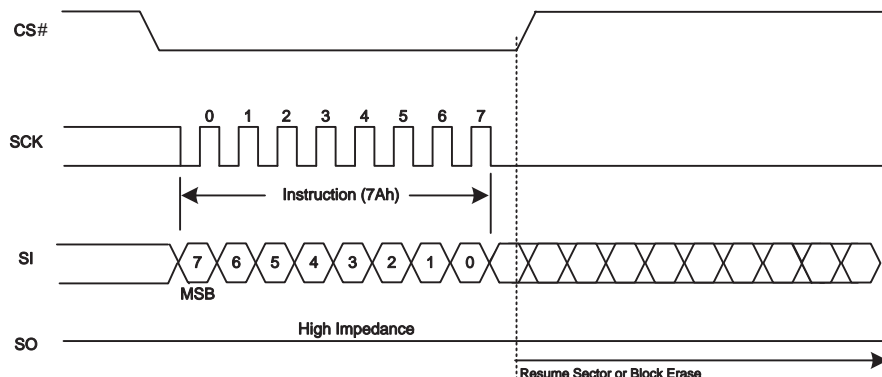 CS#
0 1 2 3 4 5 6 7
SCK
Instruction (7Ah)
SI
7 6 5 4 3 2 1 0
MSB
High Impedance
SO
Resume Sector or Block Erase